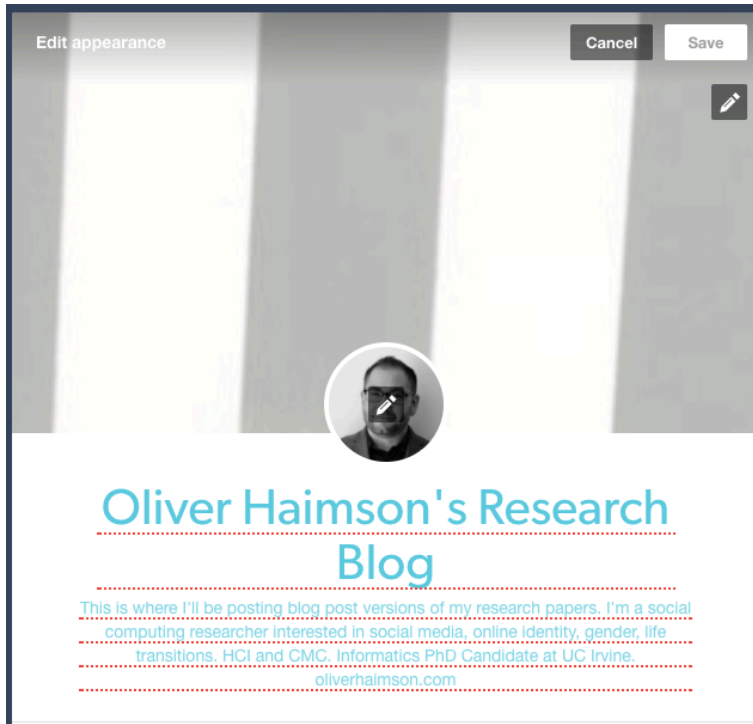 Edit appearance
Cancel
Save
Oliver Haimson's Research
Blog
This is where I'll be posting blog post versions of my research papers. I'm a social
computing researcher interested in social media, online identity, gender, life
transitions. HCI and CMC. Informatics PhD Candidate at UC Irvine.
oliverhaimson.com